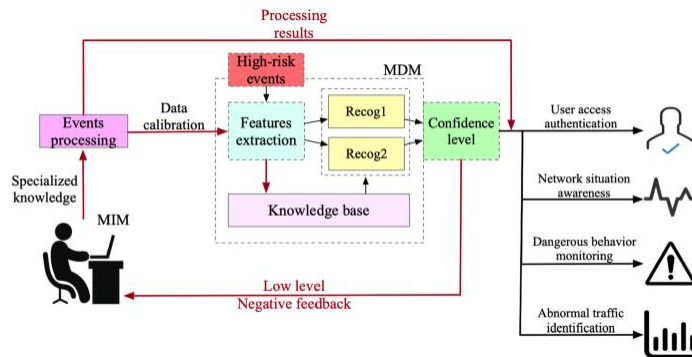 Processing
results
High-risk
events
MDM
Data
calibration
Events
processing
Features
extraction
Recog1
Recog2
Confidence
level
User access
authentication
Specialized
knowledge
MIM
Knowledge base
Network situation
awareness
Dangerous behavior
monitoring
Low level
Negative feedback
Abnormal traffic
identification